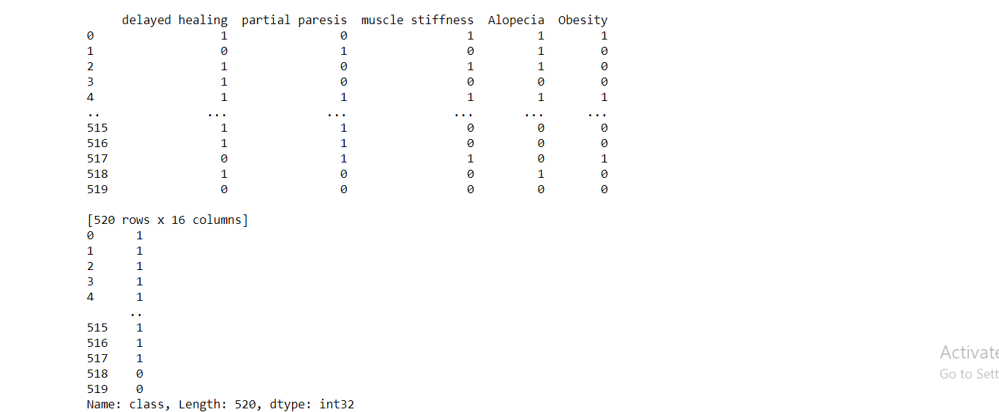 delayed healing partial paresis muscle stiffness Alopecia Obesity
0 1 0 1 1 1
1 0 1 0 1 0
2 1 0 1 1 0
3 1 0 0 0 0
4 1 1 1 1 1
.. ... ... ... ... ...
515 1 1 0 0 0
516 1 1 0 0 0
517 0 1 1 0 1
518 1 0 0 1 0
519 0 0 0 0 0
[520 rows x 16 columns]
0 1
1 1
2 1
3 1
4 1
..
515 1
516 1
517 1
518 0
519 0
Name: class, Length: 520, dtype: int32
Activate
Go to Sett